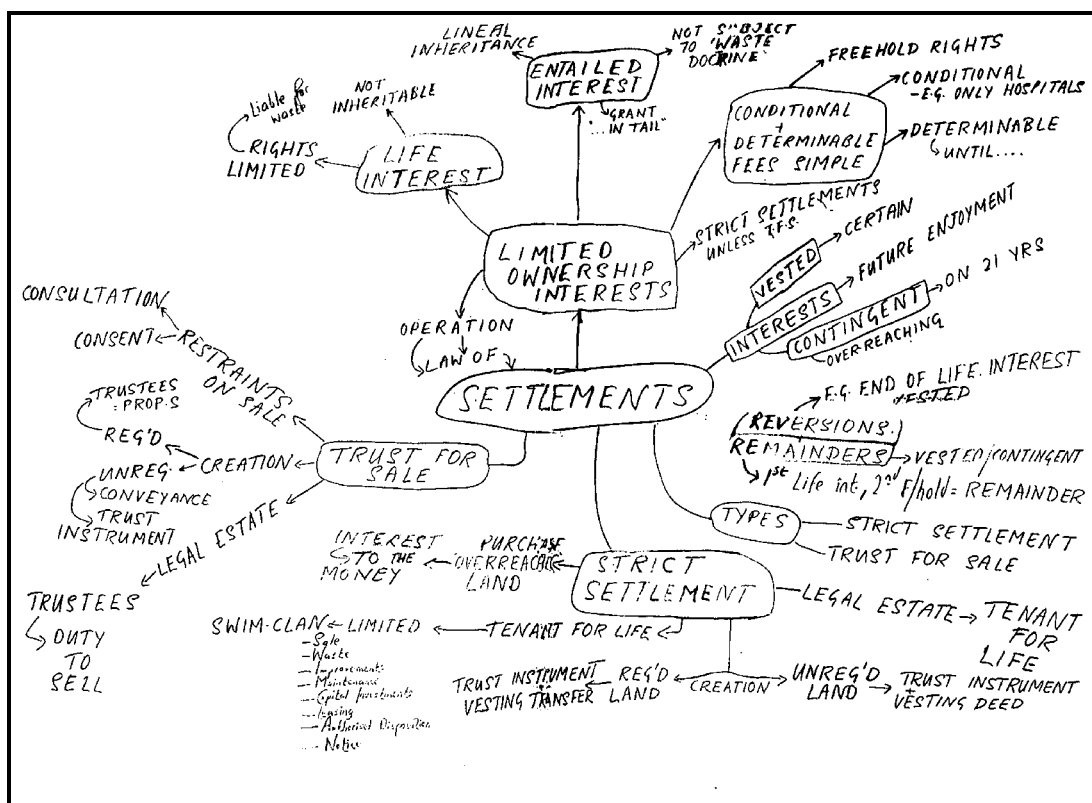 LINEAL
INHERITANCE
ENTAILED
INTEREST
NOT SUBJECT
TO "WASTE
DOCTRINE"
GRANT
"... IN TAIL"
Liable for
waste
RIGHTS
LIMITED
NOT
INHERITABLE
LIFE
INTEREST
CONDITIONAL
+
DETERMINABLE
FEES SIMPLE
FREEHOLD RIGHTS
CONDITIONAL
-E.G. ONLY HOSPITALS
DETERMINABLE
UNTIL....
LIMITED
OWNERSHIP
INTERESTS
STRICT SETTLEMENTS
UNLESS T.F.S.
OPERATION
LAW OF
SETTLEMENTS
VESTED
CERTAIN
INTERESTS
FUTURE ENJOYMENT
CONTINGENT
ON 21 YRS
OVER-REACHING
E.G. END OF LIFE INTEREST
VESTED
(REVERSIONS.)
REMAINDERS
VESTED/CONTINGENT
1st Life int., 2nd F/hold = REMAINDER
TYPES
STRICT SETTLEMENT
TRUST FOR SALE
CONSULTATION
CONSENT
RESTRAINTS
ON SALE
TRUST FOR
SALE
TRUSTEES
: PROP.S
REG'D
CREATION
UNREG.
CONVEYANCE
TRUST
INSTRUMENT
LEGAL ESTATE
TRUSTEES
DUTY
TO
SELL
STRICT
SETTLEMENT
PURCHASE
LAND
INTEREST
TO THE
MONEY
LEGAL ESTATE
TENANT
FOR
LIFE
TENANT FOR LIFE
LIMITED
SWIM-CLAN
-Sale
-Waste
-Improvements
-Maintenance
-Capital Investments
-Leasing
-Authorised Disposition
-Notice
CREATION
REG'D
LAND
TRUST INSTRUMENT
VESTING TRANSFER
UNREG'D
LAND
TRUST INSTRUMENT
+
VESTING DEED